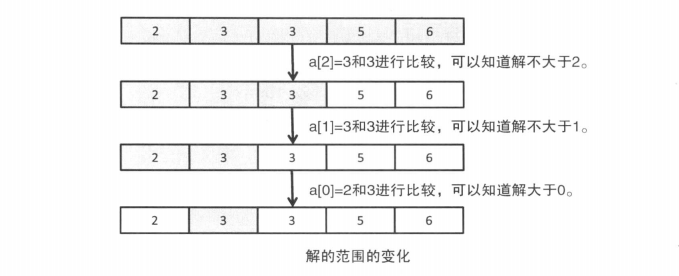 2 3 3 5 6
a[2]=3和3进行比较，可以知道解不大于2。
2 3 3 5 6
a[1]=3和3进行比较，可以知道解不大于1。
2 3 3 5 6
a[0]=2和3进行比较，可以知道解大于0。
2 3 3 5 6
解的范围的变化